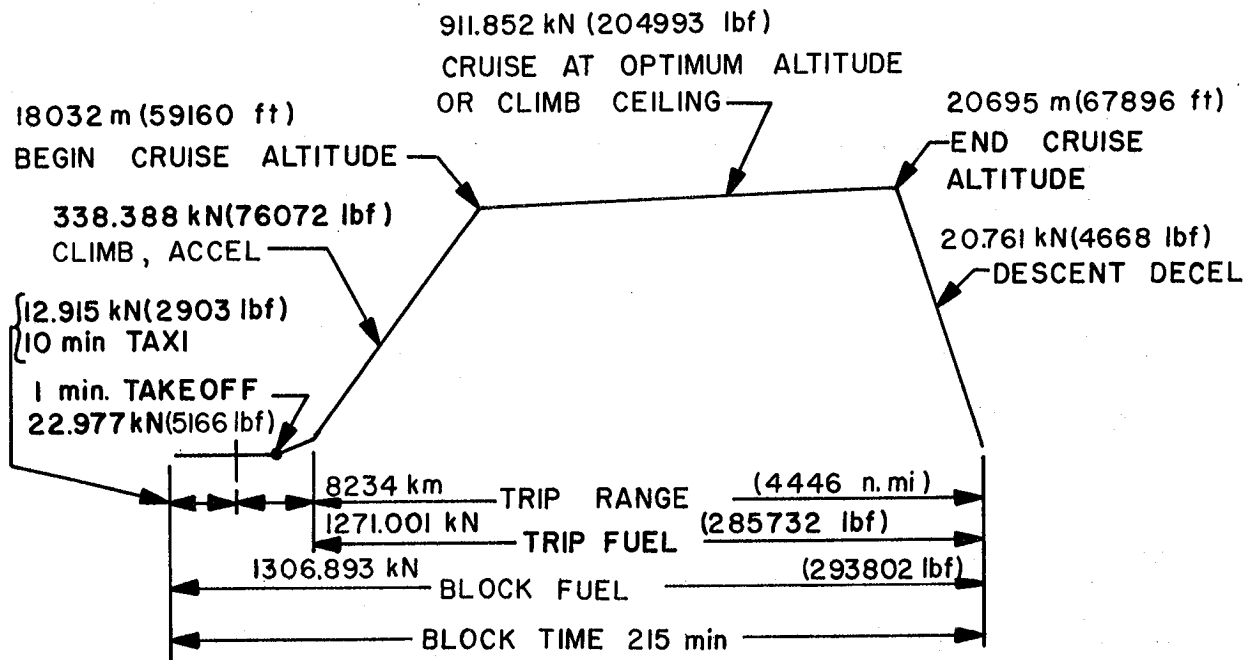 911.852 kN (204993 lbf)
CRUISE AT OPTIMUM ALTITUDE
OR CLIMB CEILING
18032 m (59160 ft)
BEGIN CRUISE ALTITUDE
20695 m (67896 ft)
END CRUISE
ALTITUDE
338.388 kN (76072 lbf)
CLIMB, ACCEL
20.761 kN (4668 lbf)
DESCENT DECEL
12.915 kN (2903 lbf)
10 min TAXI
1 min. TAKEOFF
22.977 kN (5166 lbf)
8234 km TRIP RANGE (4446 n.mi)
1271.001 kN TRIP FUEL (285732 lbf)
1306.893 kN BLOCK FUEL (293802 lbf)
BLOCK TIME 215 min